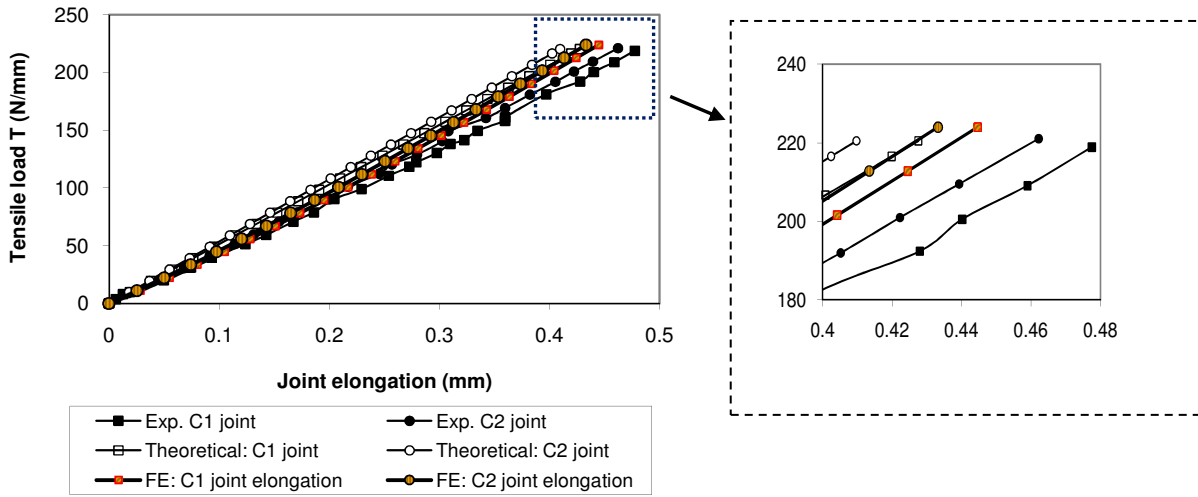 250
200
150
100
50
0
Tensile load T (N/mm)
0 0.1 0.2 0.3 0.4 0.5
Joint elongation (mm)
240
220
200
180
0.4 0.42 0.44 0.46 0.48
Exp. C1 joint Exp. C2 joint
Theoretical: C1 joint Theoretical: C2 joint
FE: C1 joint elongation FE: C2 joint elongation